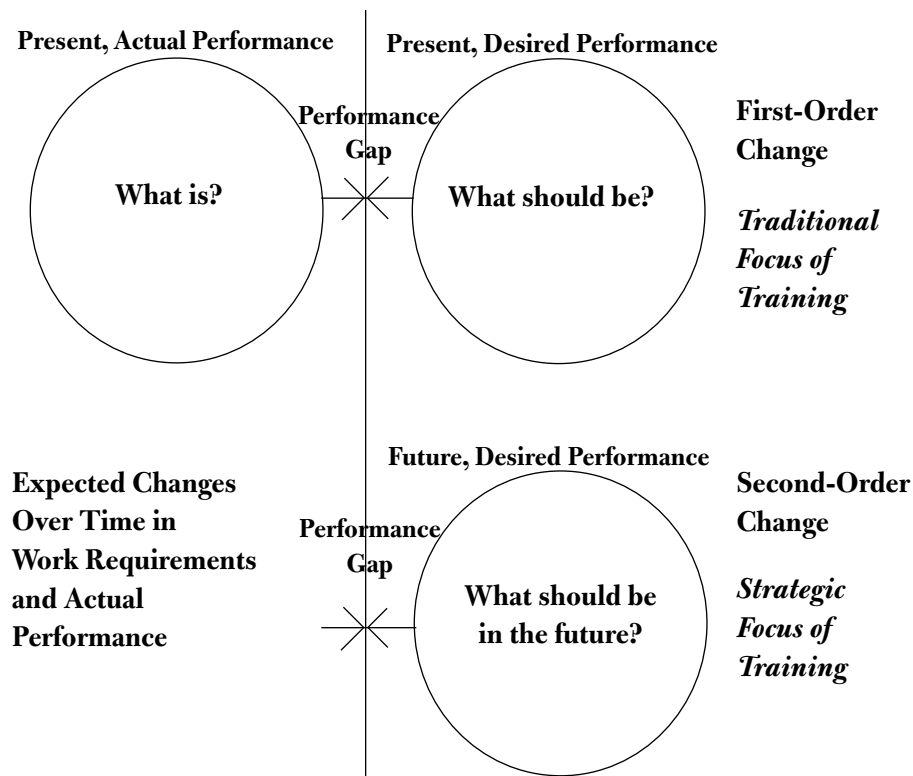 Present, Actual Performance
What is?
Performance
Gap
Present, Desired Performance
What should be?
First-Order
Change
Traditional
Focus of
Training
Expected Changes
Over Time in
Work Requirements
and Actual
Performance
Performance
Gap
Future, Desired Performance
What should be
in the future?
Second-Order
Change
Strategic
Focus of
Training